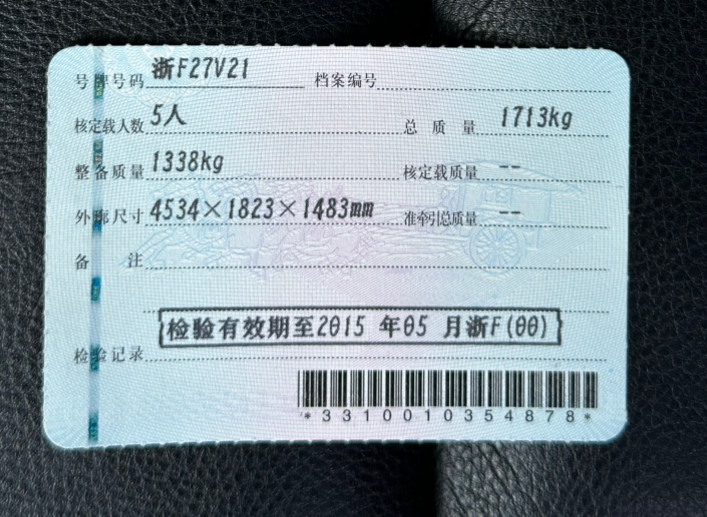 号牌号码 浙F27V21 档案编号
核定载人数 5人 总质量 1713kg
整备质量 1338kg 核定载质量 --
外廓尺寸 4534×1823×1483mm 准牵引总质量 --
备注
检验有效期至2015 年05 月浙F(00)
检验记录
*3310010354878*